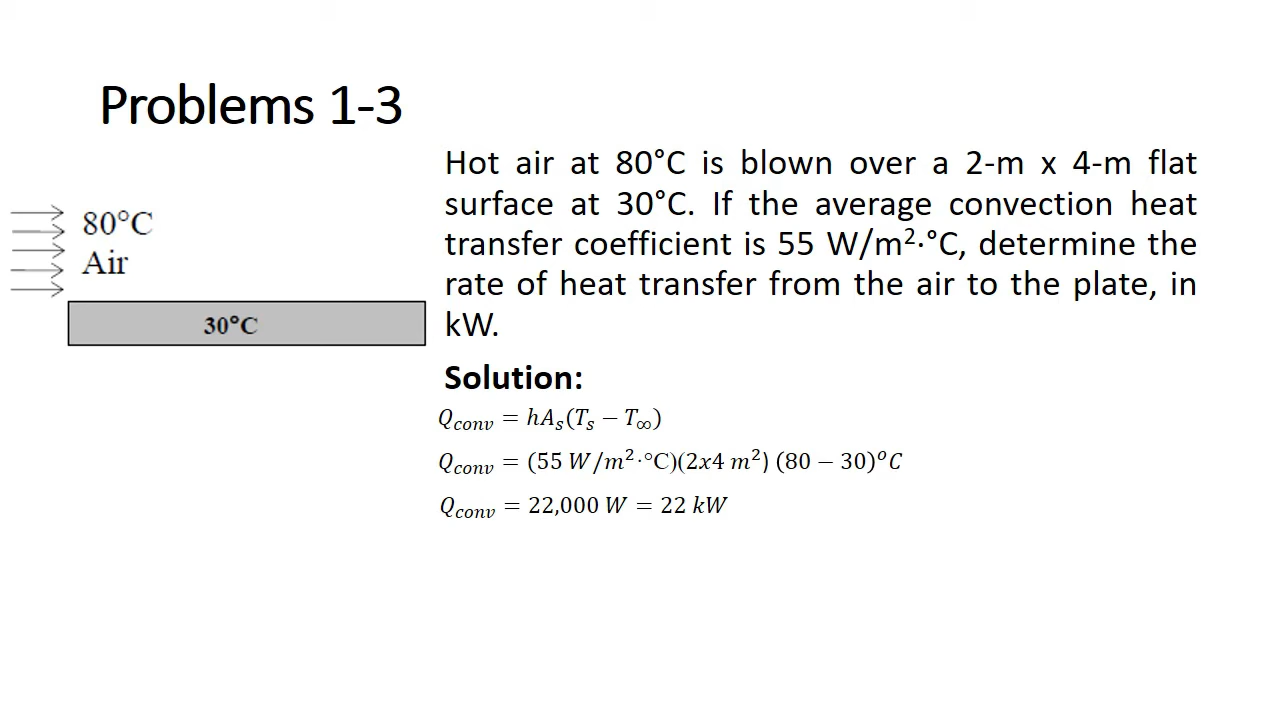 Problems 1-3
80°C
Air
30°C
Hot air at 80°C is blown over a 2-m x 4-m flat
surface at 30°C. If the average convection heat
transfer coefficient is 55 W/m²·°C, determine the
rate of heat transfer from the air to the plate, in
kW.
Solution:
Q_conv = hA_s(T_s − T_∞)
Q_conv = (55 W/m²·°C)(2x4 m²) (80 − 30)°C
Q_conv = 22,000 W = 22 kW